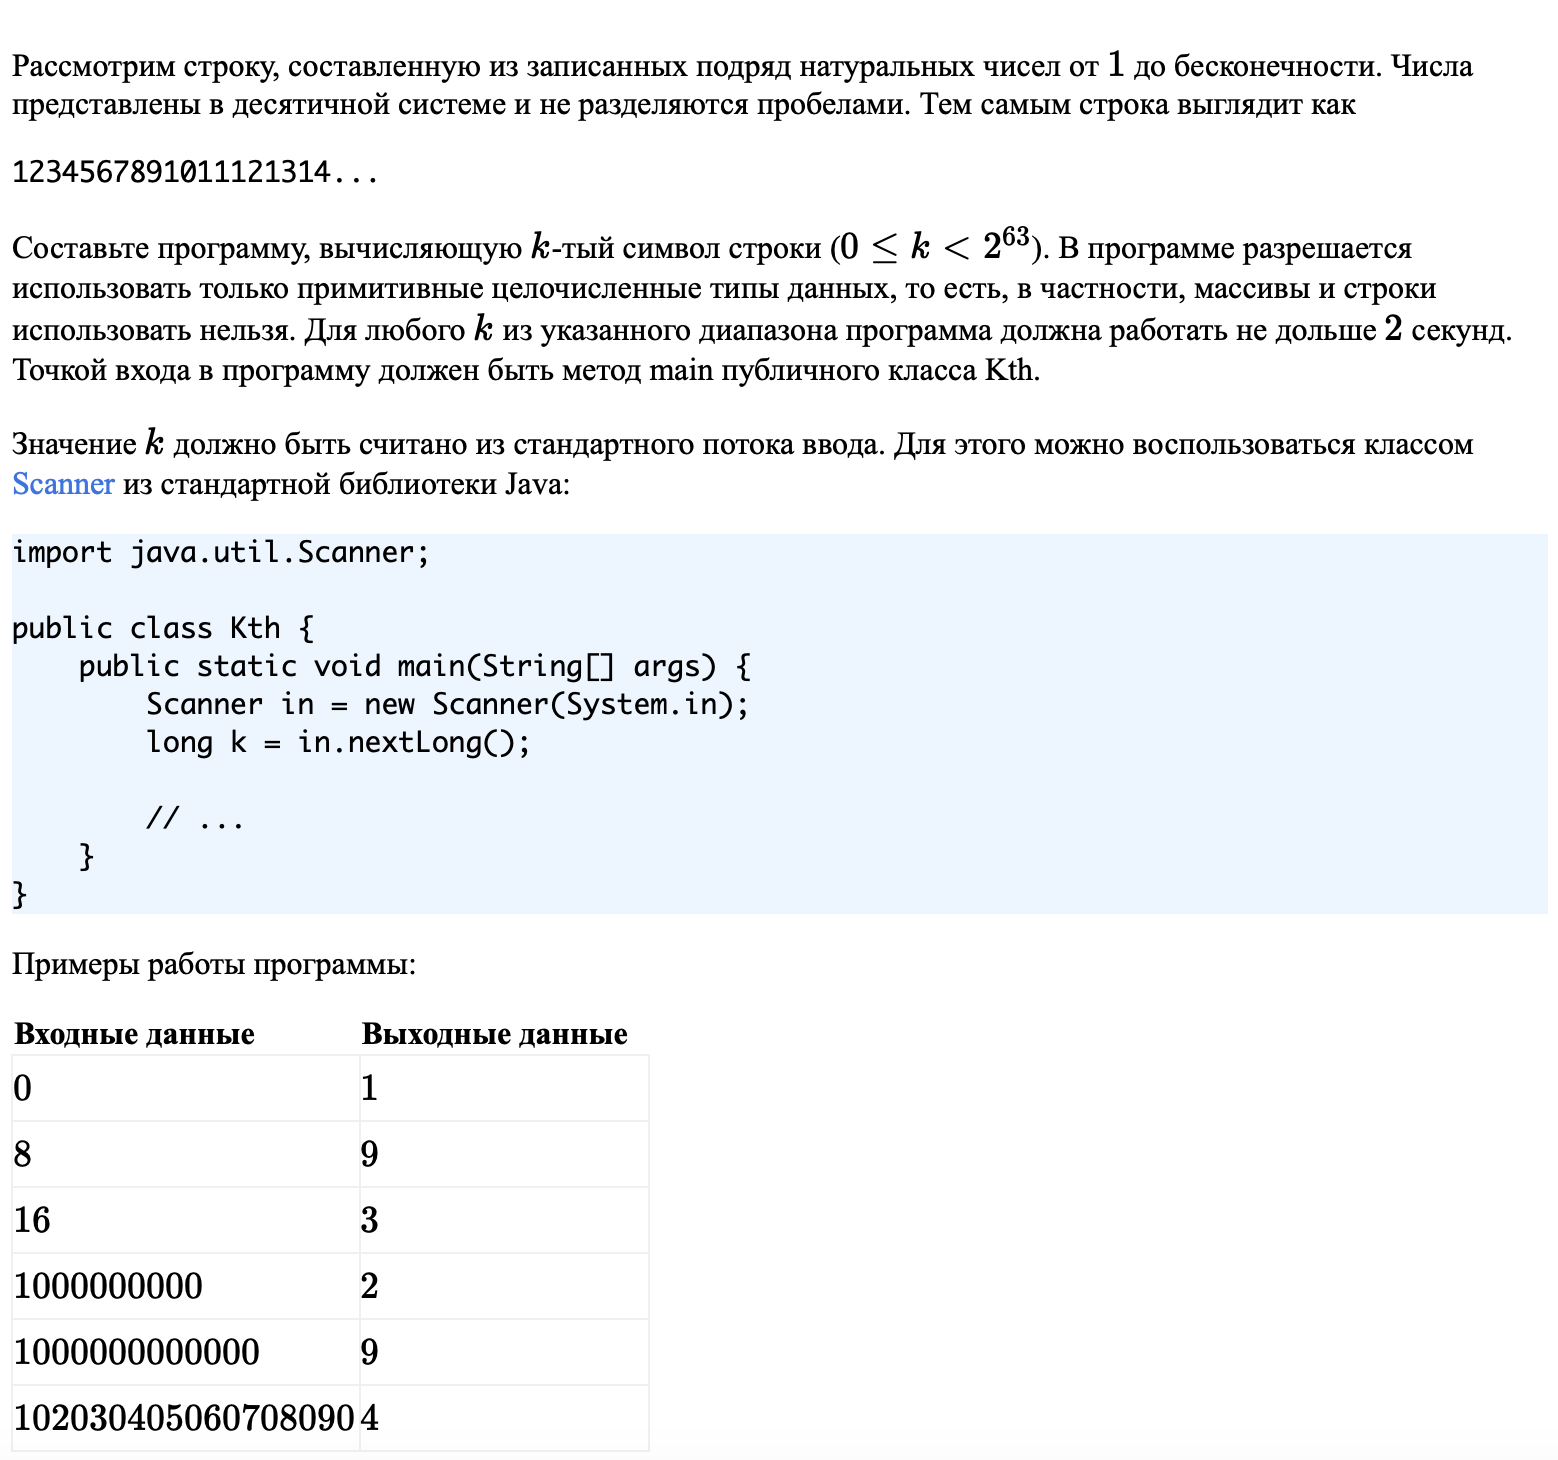 Рассмотрим строку, составленную из записанных подряд натуральных чисел от 1 до бесконечности. Числа
представлены в десятичной системе и не разделяются пробелами. Тем самым строка выглядит как
1234567891011121314...
Составьте программу, вычисляющую k-тый символ строки (0 ≤ k < 2^63). В программе разрешается
использовать только примитивные целочисленные типы данных, то есть, в частности, массивы и строки
использовать нельзя. Для любого k из указанного диапазона программа должна работать не дольше 2 секунд.
Точкой входа в программу должен быть метод main публичного класса Kth.
Значение k должно быть считано из стандартного потока ввода. Для этого можно воспользоваться классом
Scanner из стандартной библиотеки Java:
import java.util.Scanner;
public class Kth {
    public static void main(String[] args) {
        Scanner in = new Scanner(System.in);
        long k = in.nextLong();
        // ...
    }
}
Примеры работы программы:
Входные данные Выходные данные
0 1
8 9
16 3
1000000000 2
1000000000000 9
102030405060708090 4